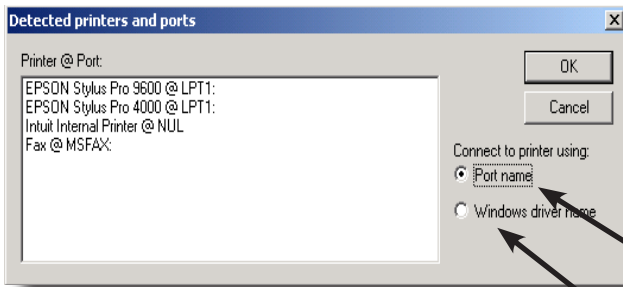 Detected printers and ports
Printer @ Port:
EPSON Stylus Pro 9600 @ LPT1:
EPSON Stylus Pro 4000 @ LPT1:
Intuit Internal Printer @ NUL
Fax @ MSFAX:
OK
Cancel
Connect to printer using:
Port name
Windows driver name